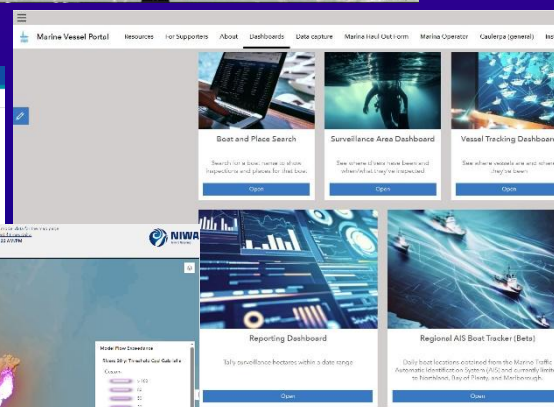 Marine Vessel Portal
Resources
For Supporters
About
Dashboards
Data capture
Marina Haul Out Form
Marina Operator
Caulerpa (general)
Boat and Place Search
Search for a boat name to show
inspections and places for that boat
Open
Surveillance Area Dashboard
See where divers have been and
when/what they've inspected
Open
Vessel Tracking Dashboard
See where vessels are and where
they've been
Open
NIWA
Reporting Dashboard
Daily surveillance hectares within a date range
Open
Regional AIS Boat Tracker (Beta)
Daily boat locations obtained from the Marine Traffic
Automatic Identification System (AIS) and currently limited
to Northland, Bay of Plenty, and Marlborough.
Open
Model Flow Exceedance